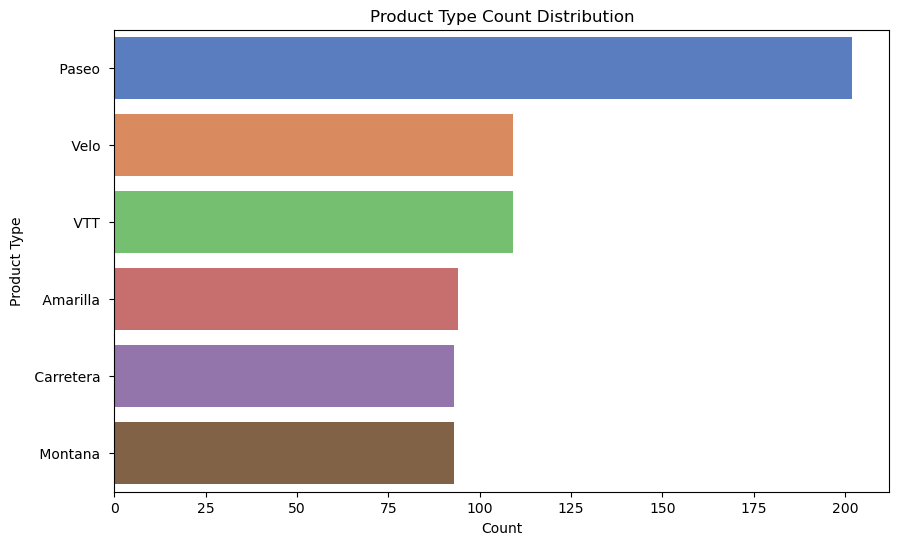 Product Type Count Distribution
Product Type
Paseo
Velo
VTT
Amarilla
Carretera
Montana
0 25 50 75 100 125 150 175 200
Count